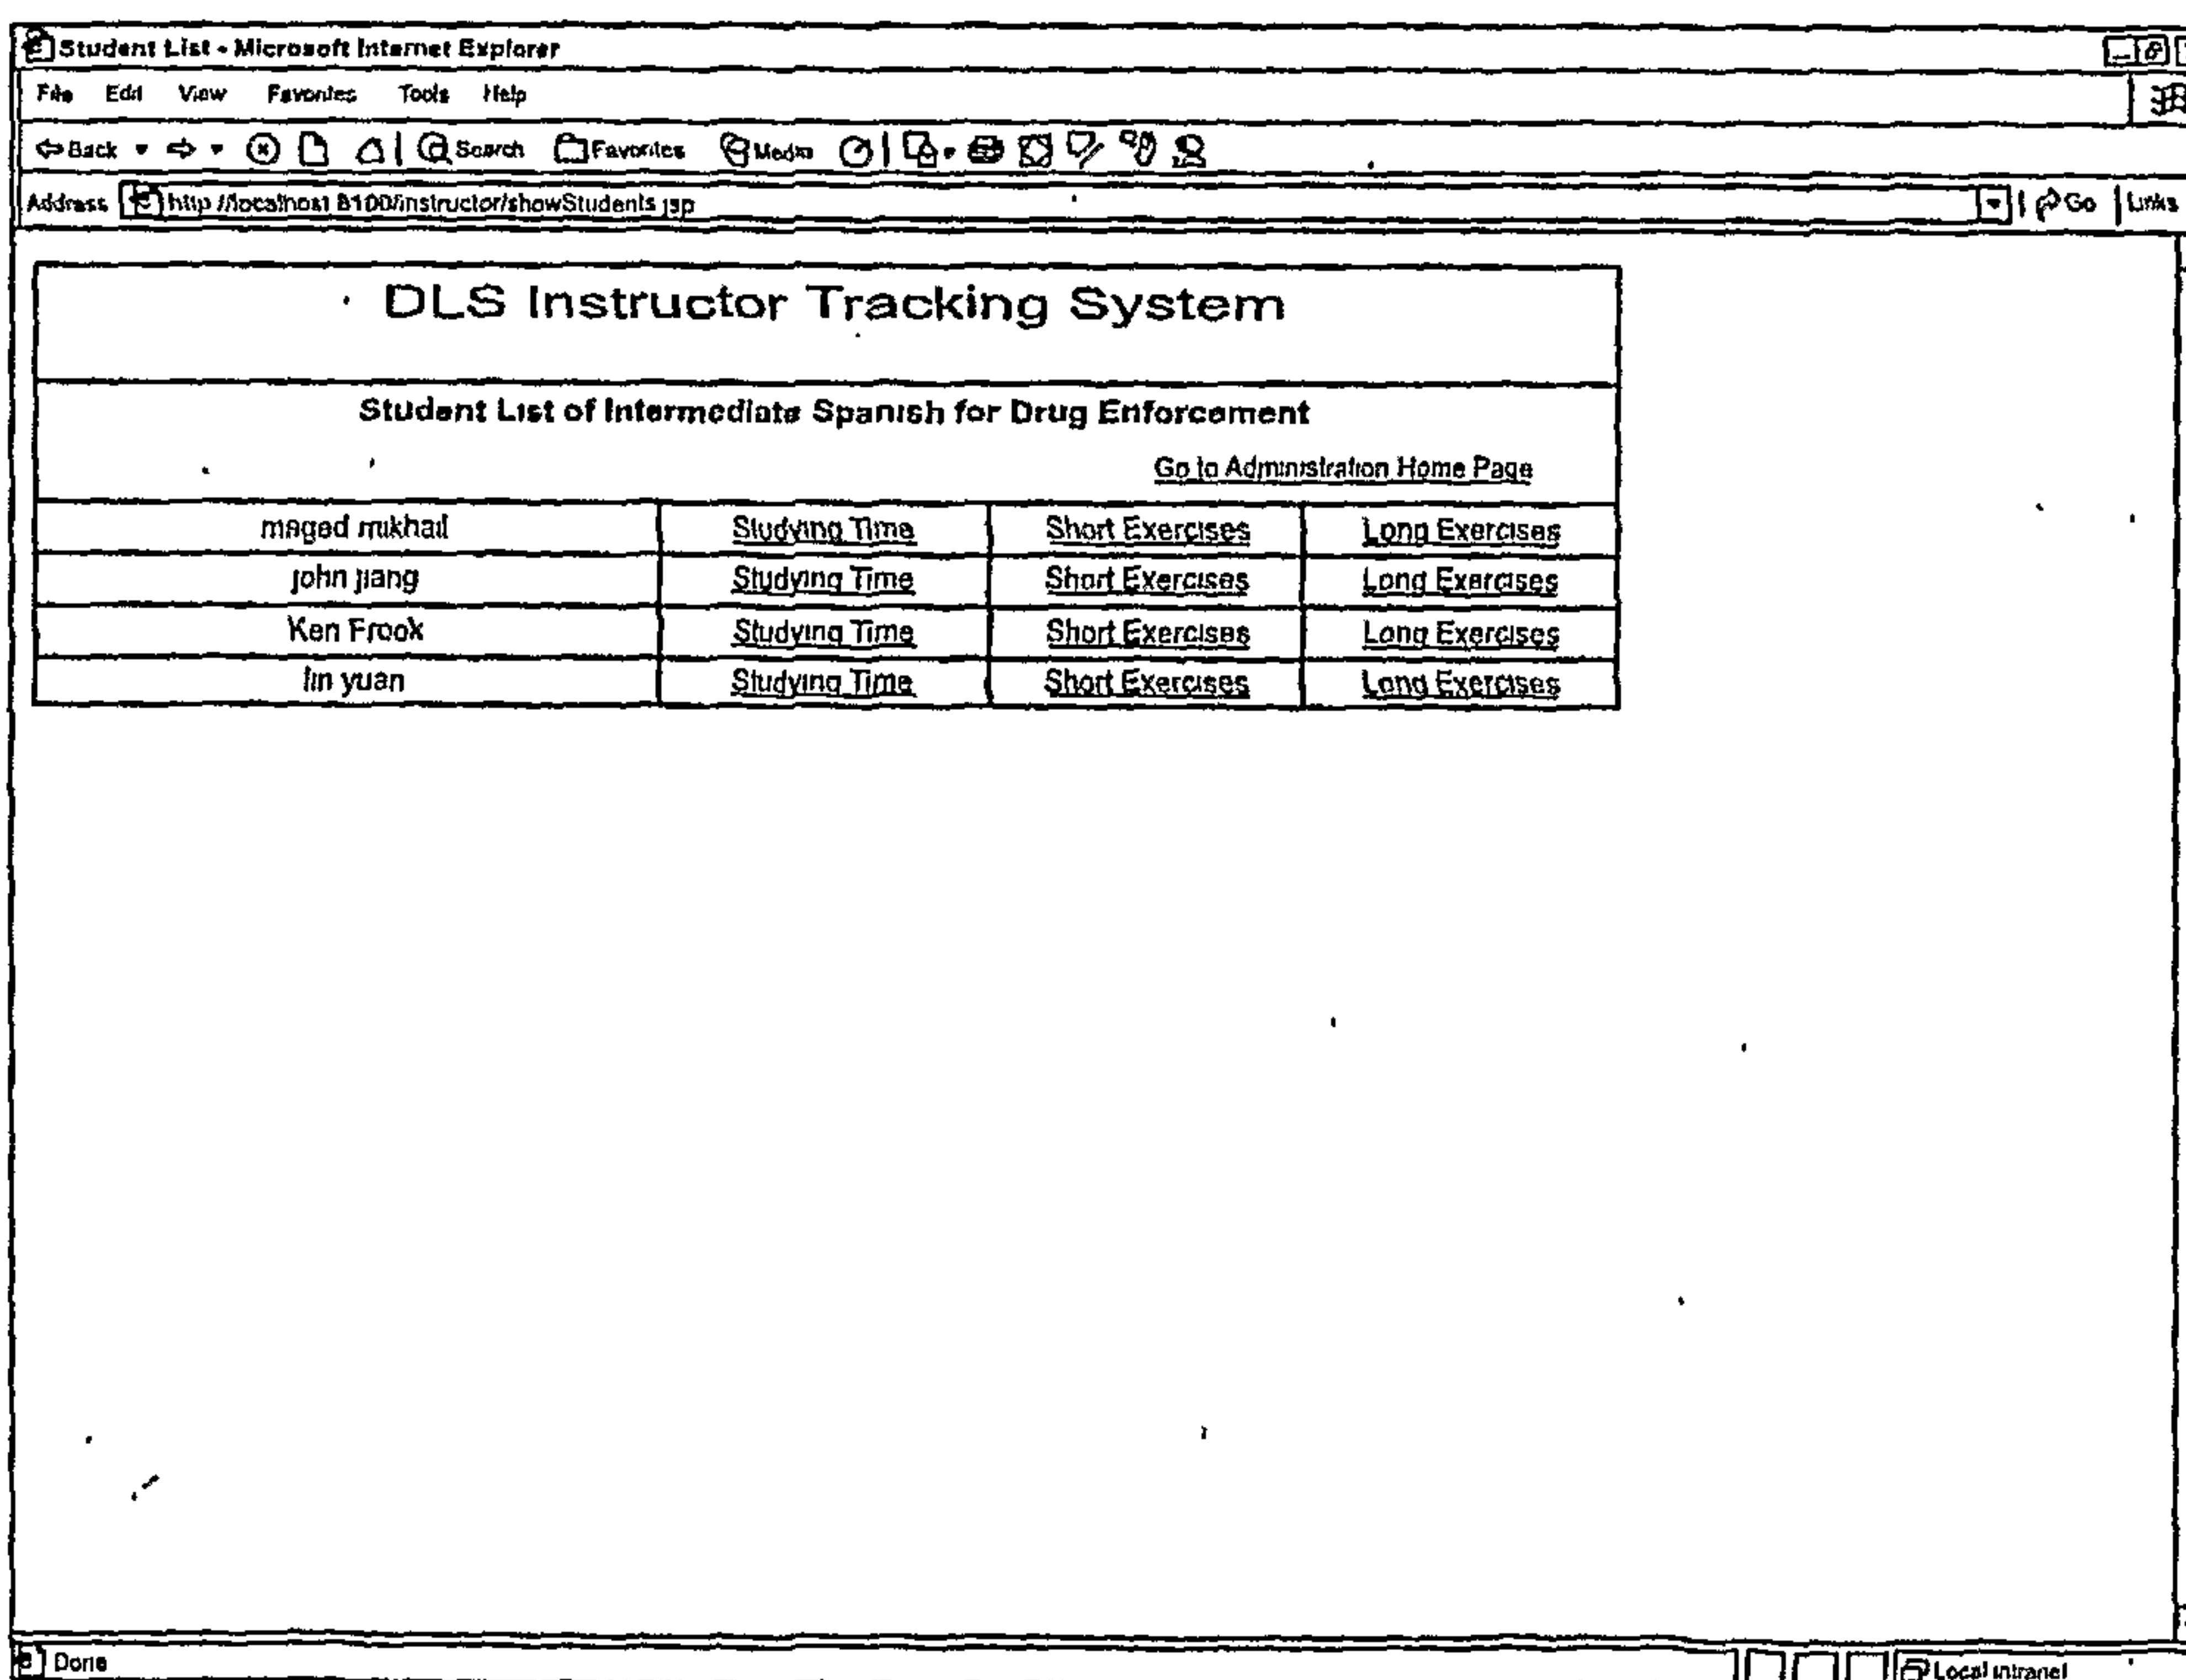 Student List - Microsoft Internet Explorer
File Edit View Favorites Tools Help
Back Search Favorites Media
Address http://localhost:8100/instructor/showStudents.jsp Go Links
DLS Instructor Tracking System
Student List of Intermediate Spanish for Drug Enforcement
Go to Administration Home Page
maged mikhail Studying Time Short Exercises Long Exercises
john jiang Studying Time Short Exercises Long Exercises
Ken Frook Studying Time Short Exercises Long Exercises
lin yuan Studying Time Short Exercises Long Exercises
Done Local intranet